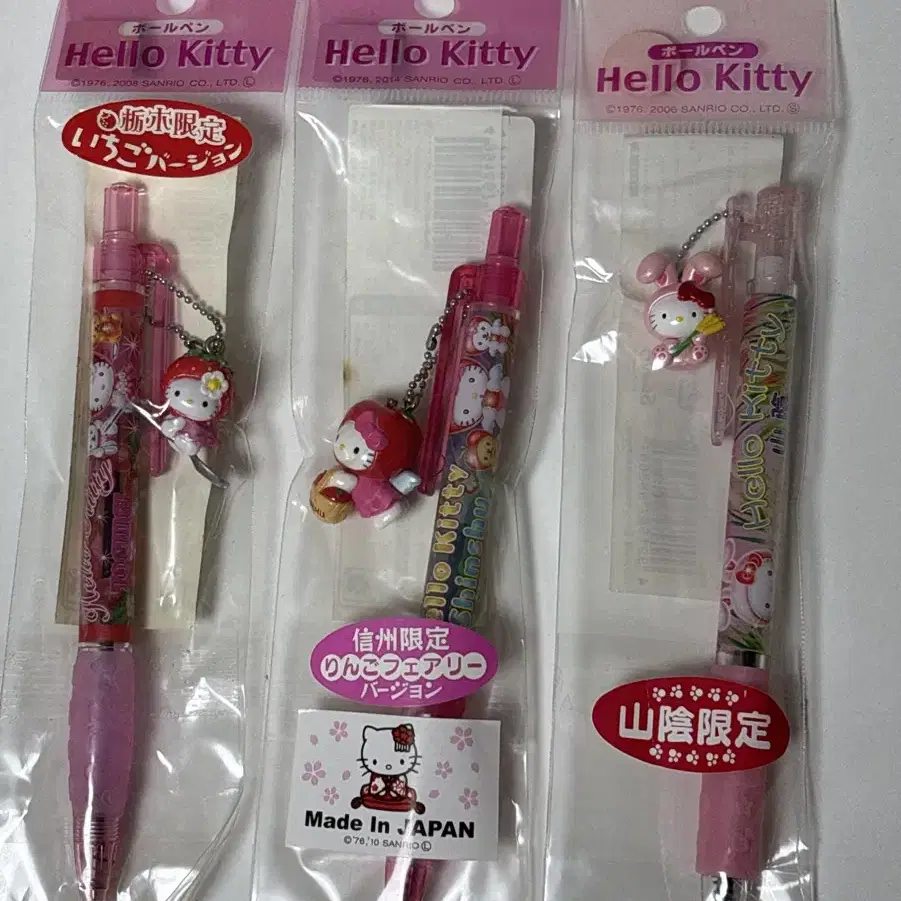 ボールペン
Hello Kitty
©1976, 2008 SANRIO CO., LTD. Ⓛ
栃木限定
いちごバージョン
ボールペン
Hello Kitty
©1976, 2014 SANRIO CO., LTD. Ⓛ
Hello Kitty
Shinshu
信州限定
りんごフェアリー
バージョン
Made In JAPAN
©'76,'10 SANRIO Ⓛ
ボールペン
Hello Kitty
©1976, 2006 SANRIO CO., LTD. Ⓢ
Hello Kitty
山陰
山陰限定